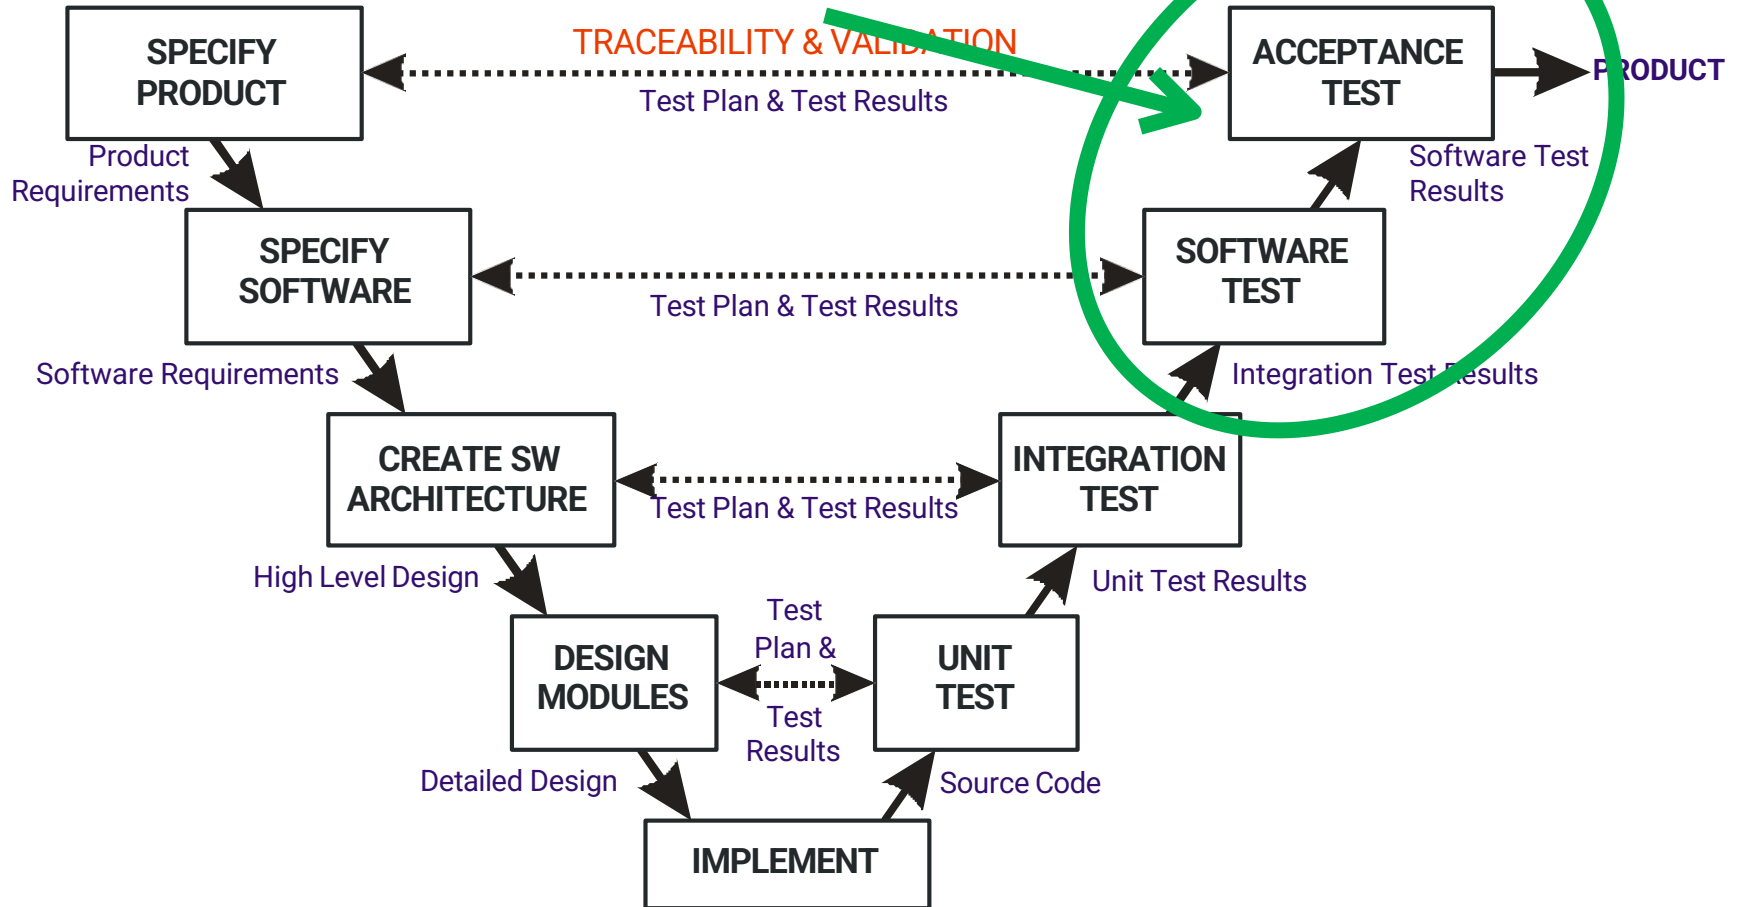 SPECIFY
PRODUCT
TRACEABILITY & VALIDATION
Test Plan & Test Results
ACCEPTANCE
TEST
PRODUCT
Product
Requirements
Software Test
Results
SPECIFY
SOFTWARE
Test Plan & Test Results
SOFTWARE
TEST
Software Requirements
Integration Test Results
CREATE SW
ARCHITECTURE
Test Plan & Test Results
INTEGRATION
TEST
High Level Design
Unit Test Results
DESIGN
MODULES
Test
Plan &
Test
Results
UNIT
TEST
Detailed Design
Source Code
IMPLEMENT